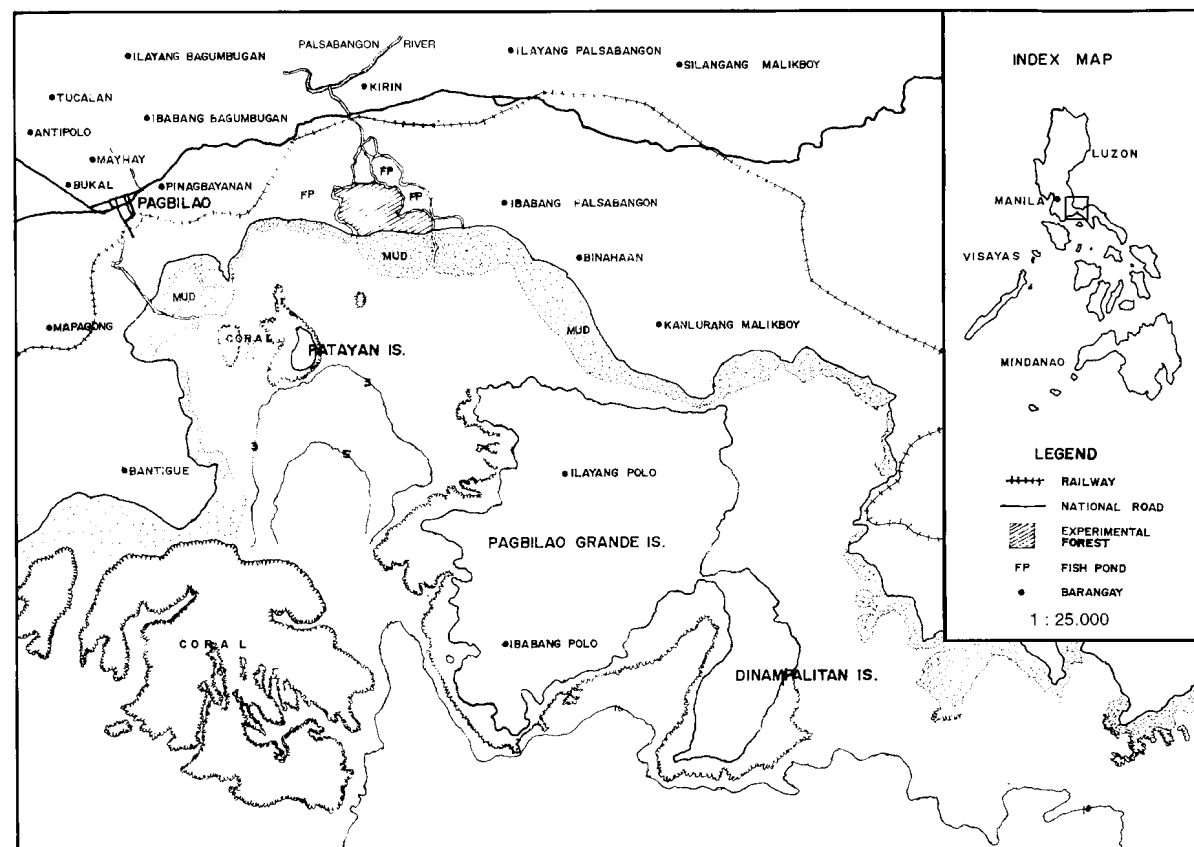 PALSABANGON RIVER
ILAYANG BAGUMBUGAN
ILAYANG PALSABANGON
SILANGANG MALIKBOY
KIRIN
TUCALAN
IBABANG BAGUMBUGAN
ANTIPOLO
MAYHAY
BUKAL
PINAGBAYANAN
PAGBILAO
FP
FP
FP
IBABANG PALSABANGON
MUD
BINAHAAN
MUD
MAPAGONG
CORAL
PATAYAN IS.
MUD
KANLURANG MALIKBOY
3
3
5
BANTIGUE
ILAYANG POLO
PAGBILAO GRANDE IS.
CORAL
IBABANG POLO
DINAMPALITAN IS.
INDEX MAP
LUZON
MANILA
VISAYAS
MINDANAO
LEGEND
RAILWAY
NATIONAL ROAD
EXPERIMENTAL
FOREST
FP FISH POND
BARANGAY
1 : 25.000